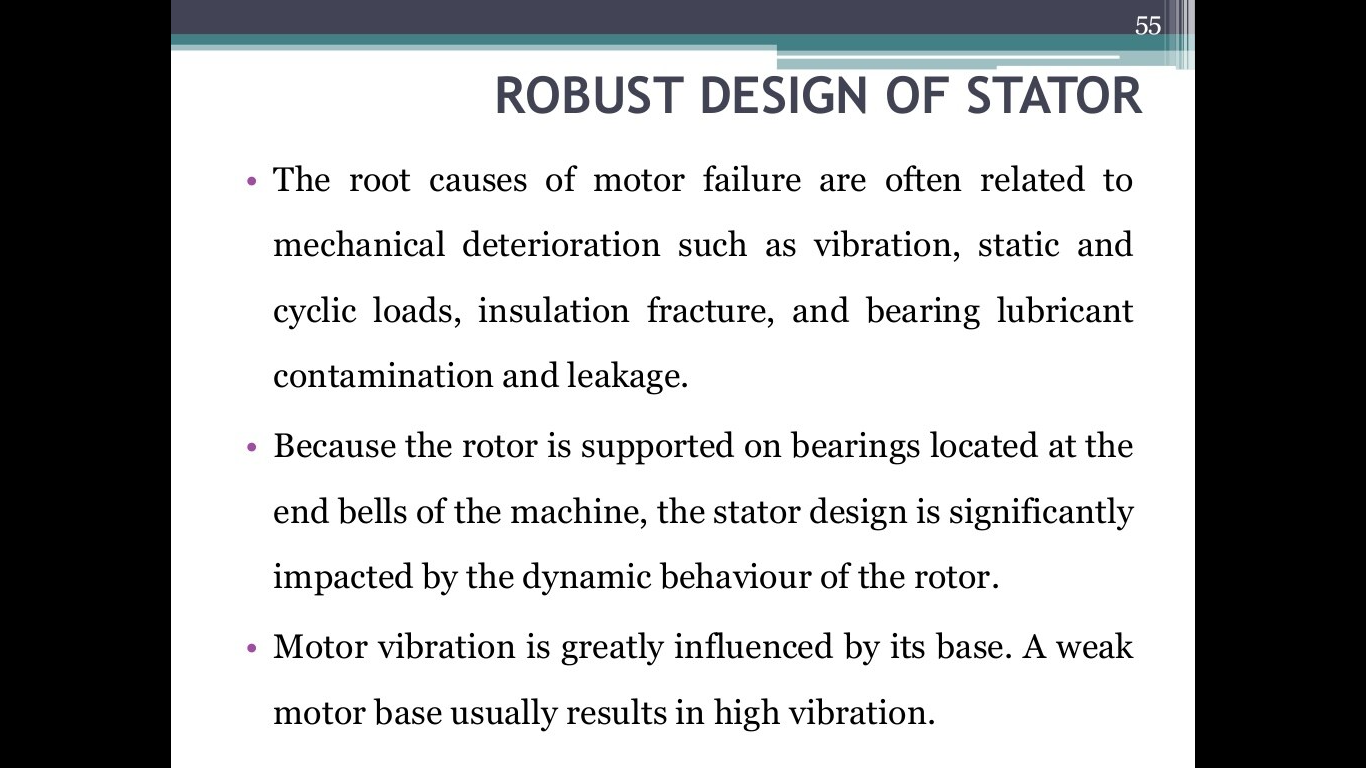 55
ROBUST DESIGN OF STATOR
• The root causes of motor failure are often related to
mechanical deterioration such as vibration, static and
cyclic loads, insulation fracture, and bearing lubricant
contamination and leakage.
• Because the rotor is supported on bearings located at the
end bells of the machine, the stator design is significantly
impacted by the dynamic behaviour of the rotor.
• Motor vibration is greatly influenced by its base. A weak
motor base usually results in high vibration.